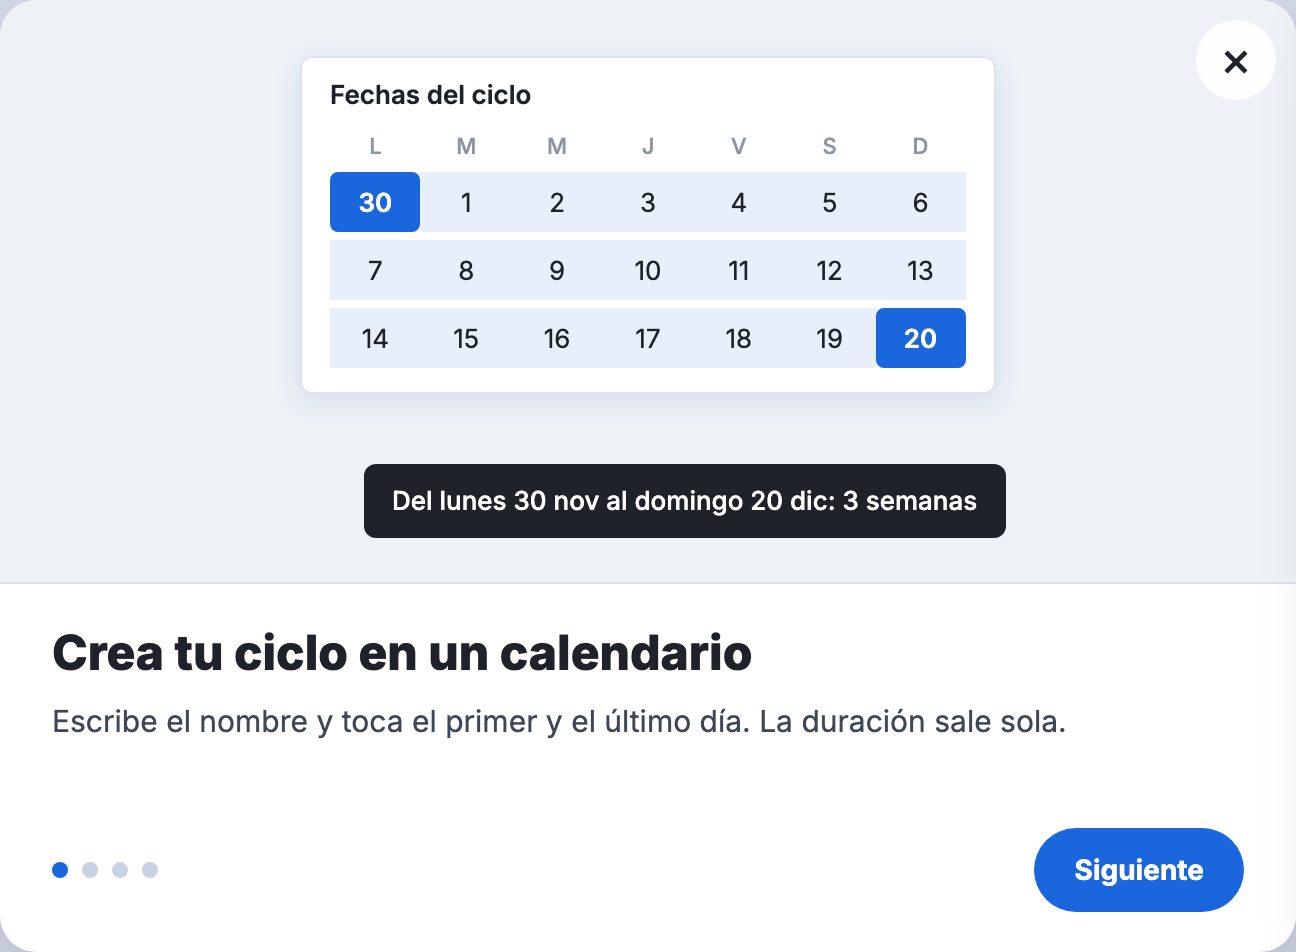 Fechas del ciclo
L M M J V S D
30 1 2 3 4 5 6
7 8 9 10 11 12 13
14 15 16 17 18 19 20
Del lunes 30 nov al domingo 20 dic: 3 semanas
Crea tu ciclo en un calendario
Escribe el nombre y toca el primer y el último día. La duración sale sola.
Siguiente